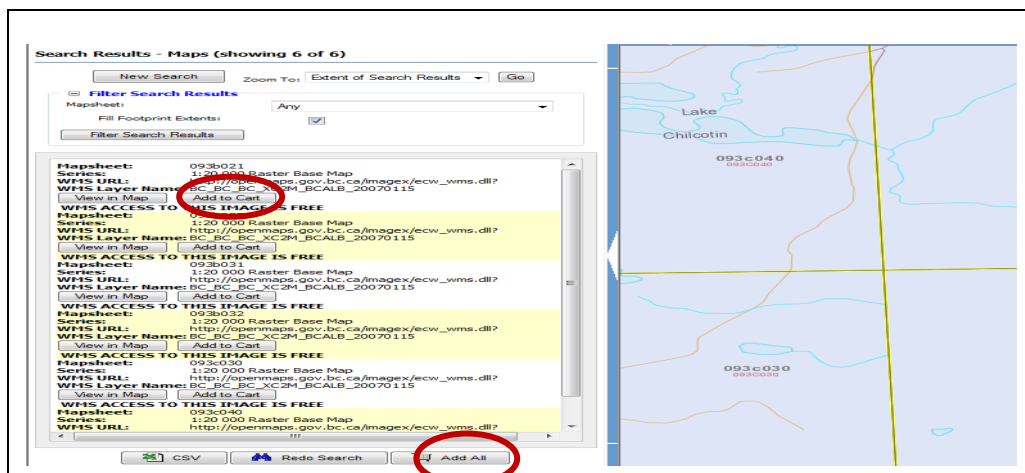 Search Results - Maps (showing 6 of 6)
New Search Zoom To: Extent of Search Results Go
Filter Search Results
Mapsheet: Any
Fill Footprint Extents:
Filter Search Results
Mapsheet: 093b021
Series: 1:20 000 Raster Base Map
WMS URL: http://openmaps.gov.bc.ca/imagex/ecw_wms.dll?
WMS Layer Name: BC_BC_BC_XC2M_BCALB_20070115
View in Map Add to Cart
WMS ACCESS TO THIS IMAGE IS FREE
Mapsheet:
Series: 1:20 000 Raster Base Map
WMS URL: http://openmaps.gov.bc.ca/imagex/ecw_wms.dll?
WMS Layer Name: BC_BC_BC_XC2M_BCALB_20070115
View in Map Add to Cart
WMS ACCESS TO THIS IMAGE IS FREE
Mapsheet: 093b031
Series: 1:20 000 Raster Base Map
WMS URL: http://openmaps.gov.bc.ca/imagex/ecw_wms.dll?
WMS Layer Name: BC_BC_BC_XC2M_BCALB_20070115
View in Map Add to Cart
WMS ACCESS TO THIS IMAGE IS FREE
Mapsheet: 093b032
Series: 1:20 000 Raster Base Map
WMS URL: http://openmaps.gov.bc.ca/imagex/ecw_wms.dll?
WMS Layer Name: BC_BC_BC_XC2M_BCALB_20070115
View in Map Add to Cart
WMS ACCESS TO THIS IMAGE IS FREE
Mapsheet: 093c030
Series: 1:20 000 Raster Base Map
WMS URL: http://openmaps.gov.bc.ca/imagex/ecw_wms.dll?
WMS Layer Name: BC_BC_BC_XC2M_BCALB_20070115
View in Map Add to Cart
WMS ACCESS TO THIS IMAGE IS FREE
Mapsheet: 093c040
Series: 1:20 000 Raster Base Map
WMS URL: http://openmaps.gov.bc.ca/imagex/ecw_wms.dll?
CSV Redo Search Add All
Lake
Chilcotin
093c040
093C040
093c030
093C030